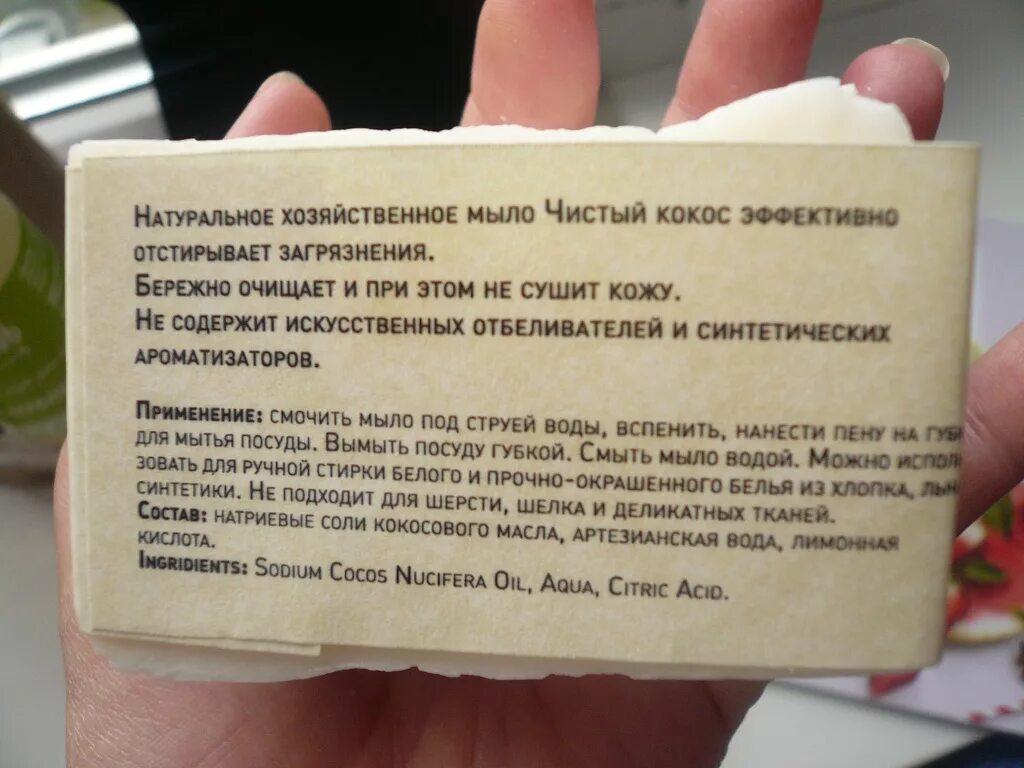 Натуральное хозяйственное мыло Чистый кокос эффективно
отстирывает загрязнения.
Бережно очищает и при этом не сушит кожу.
Не содержит искусственных отбеливателей и синтетических
ароматизаторов.
Применение: смочить мыло под струей воды, вспенить, нанести пену на губ
для мытья посуды. Вымыть посуду губкой. Смыть мыло водой. Можно испол
зовать для ручной стирки белого и прочно-окрашенного белья из хлопка, льн
синтетики. Не подходит для шерсти, шелка и деликатных тканей.
Состав: натриевые соли кокосового масла, артезианская вода, лимонная
кислота.
Ingridients: Sodium Cocos Nucifera Oil, Aqua, Citric Acid.